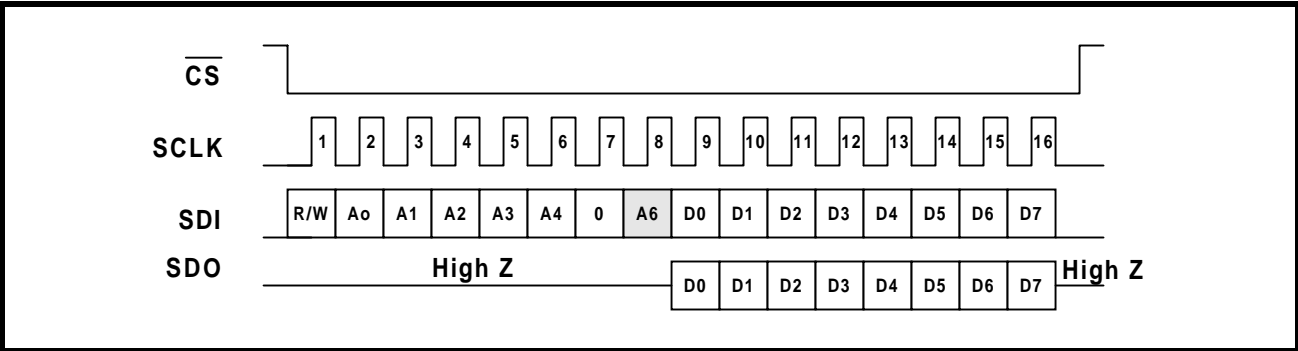 CS
SCLK 1 2 3 4 5 6 7 8 9 10 11 12 13 14 15 16
SDI R/W Ao A1 A2 A3 A4 0 A6 D0 D1 D2 D3 D4 D5 D6 D7
SDO High Z D0 D1 D2 D3 D4 D5 D6 D7 High Z